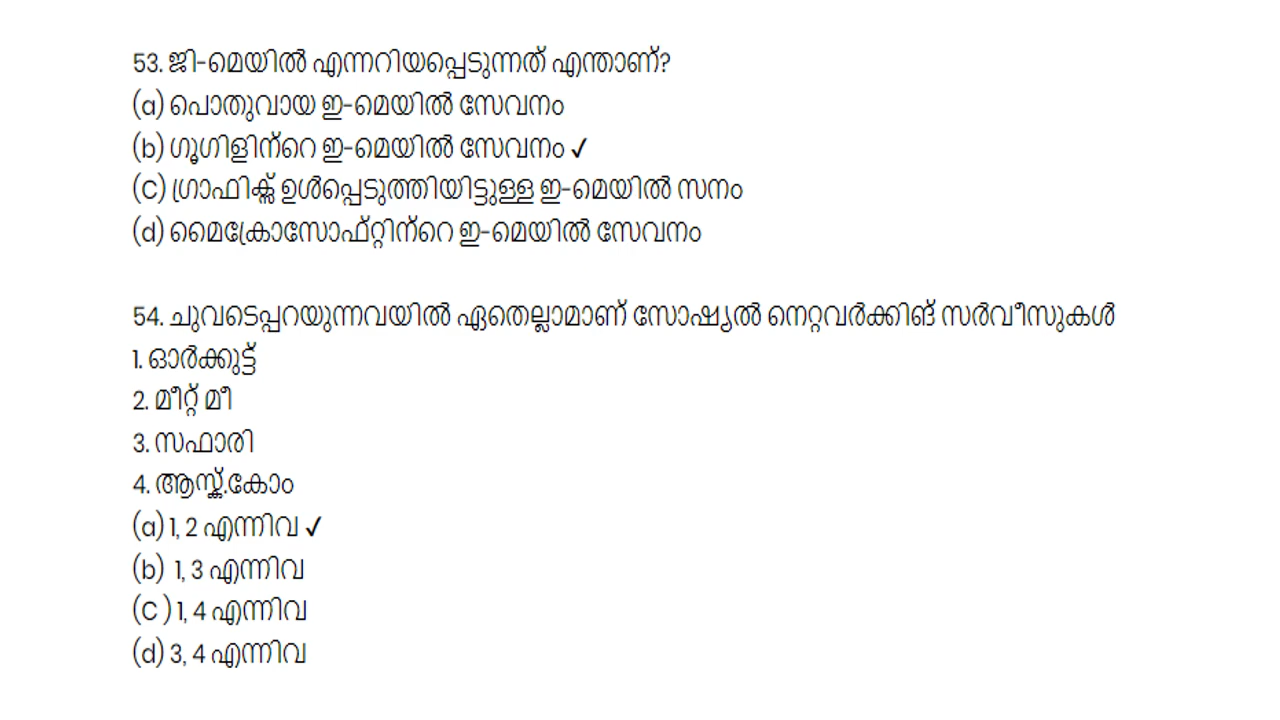 53. ജി-മെയിൽ എന്നറിയപ്പെടുന്നത് എന്താണ്?
(a) പൊതുവായ ഇ-മെയിൽ സേവനം
(b) ഗൂഗിളിന്റെ ഇ-മെയിൽ സേവനം ✓
(C) ഗ്രാഫിക്സ് ഉൾപ്പെടുത്തിയിട്ടുള്ള ഇ-മെയിൽ സനം
(d) മൈക്രോസോഫ്റ്റിന്റെ ഇ-മെയിൽ സേവനം
54. ചുവടെപ്പറയുന്നവയിൽ ഏതെല്ലാമാണ് സോഷ്യൽ നെറ്റവർക്കിങ് സർവീസുകൾ
1. ഓർക്കുട്ട്
2. മീറ്റ് മീ
3. സഫാരി
4. ആസ്ക്.കോം
(a) 1, 2 എന്നിവ ✓
(b) 1, 3 എന്നിവ
(C ) 1, 4 എന്നിവ
(d) 3, 4 എന്നിവ